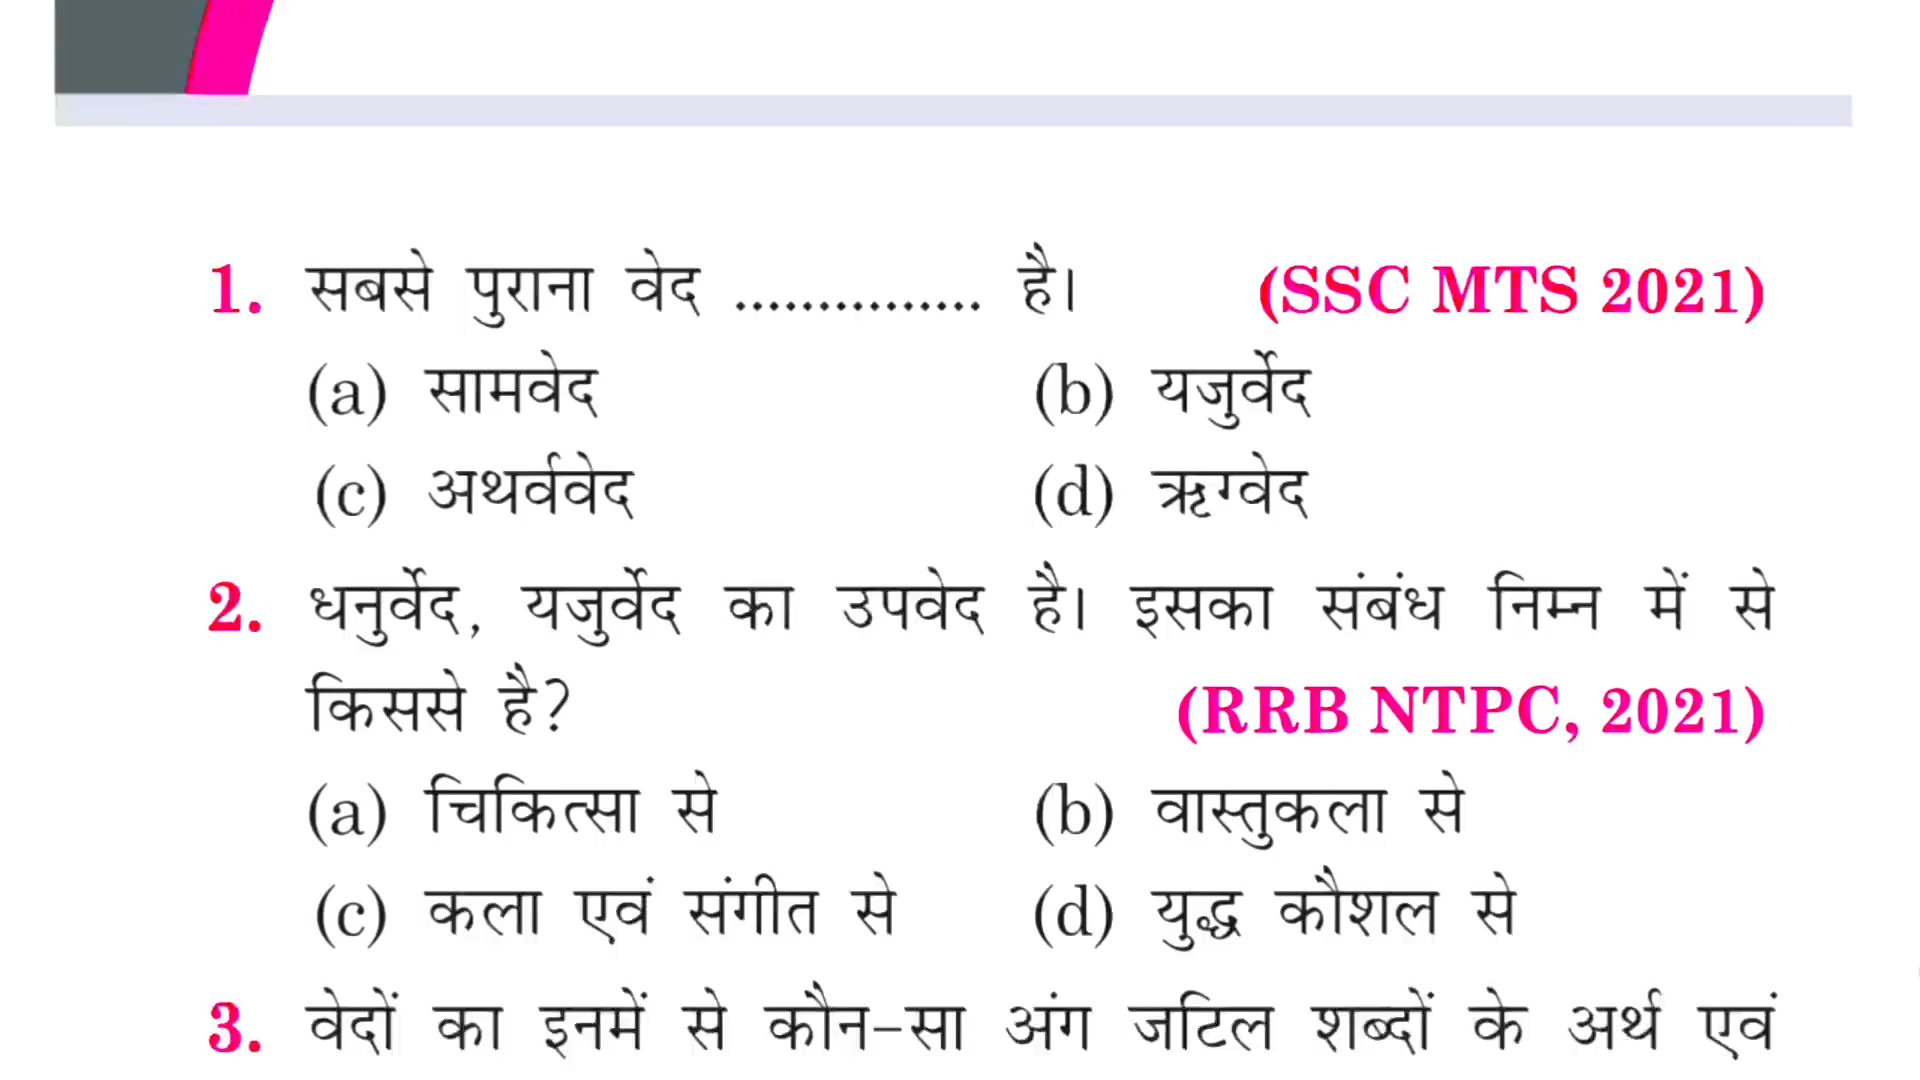 1. सबसे पुराना वेद ............... है। (SSC MTS 2021)
(a) सामवेद (b) यजुर्वेद
(c) अथर्ववेद (d) ऋग्वेद
2. धनुर्वेद, यजुर्वेद का उपवेद है। इसका संबंध निम्न में से
किससे है? (RRB NTPC, 2021)
(a) चिकित्सा से (b) वास्तुकला से
(c) कला एवं संगीत से (d) युद्ध कौशल से
3. वेदों का इनमें से कौन-सा अंग जटिल शब्दों के अर्थ एवं